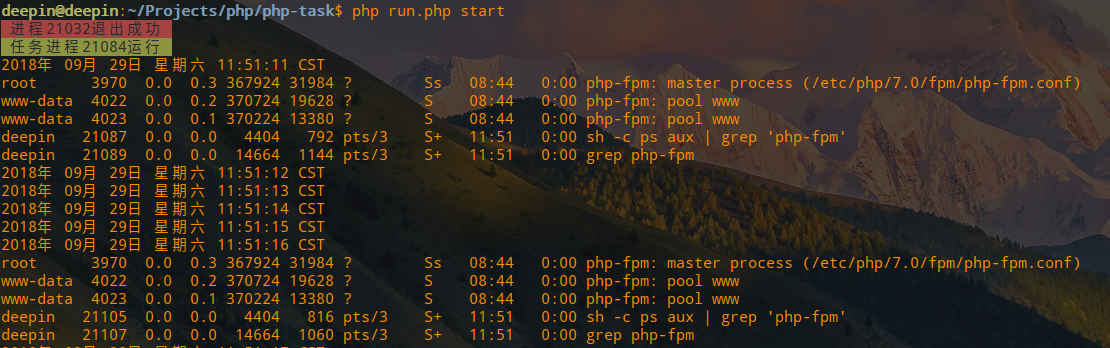 deepin@deepin:~/Projects/php/php-task$ php run.php start
进程21032退出成功
任务进程21084运行
2018年 09月 29日 星期六 11:51:11 CST
root 3970 0.0 0.3 367924 31984 ? Ss 08:44 0:00 php-fpm: master process (/etc/php/7.0/fpm/php-fpm.conf)
www-data 4022 0.0 0.2 370724 19628 ? S 08:44 0:00 php-fpm: pool www
www-data 4023 0.0 0.1 370224 13380 ? S 08:44 0:00 php-fpm: pool www
deepin 21087 0.0 0.0 4404 792 pts/3 S+ 11:51 0:00 sh -c ps aux | grep 'php-fpm'
deepin 21089 0.0 0.0 14664 1144 pts/3 S+ 11:51 0:00 grep php-fpm
2018年 09月 29日 星期六 11:51:12 CST
2018年 09月 29日 星期六 11:51:13 CST
2018年 09月 29日 星期六 11:51:14 CST
2018年 09月 29日 星期六 11:51:15 CST
2018年 09月 29日 星期六 11:51:16 CST
root 3970 0.0 0.3 367924 31984 ? Ss 08:44 0:00 php-fpm: master process (/etc/php/7.0/fpm/php-fpm.conf)
www-data 4022 0.0 0.2 370724 19628 ? S 08:44 0:00 php-fpm: pool www
www-data 4023 0.0 0.1 370224 13380 ? S 08:44 0:00 php-fpm: pool www
deepin 21105 0.0 0.0 4404 816 pts/3 S+ 11:51 0:00 sh -c ps aux | grep 'php-fpm'
deepin 21107 0.0 0.0 14664 1060 pts/3 S+ 11:51 0:00 grep php-fpm